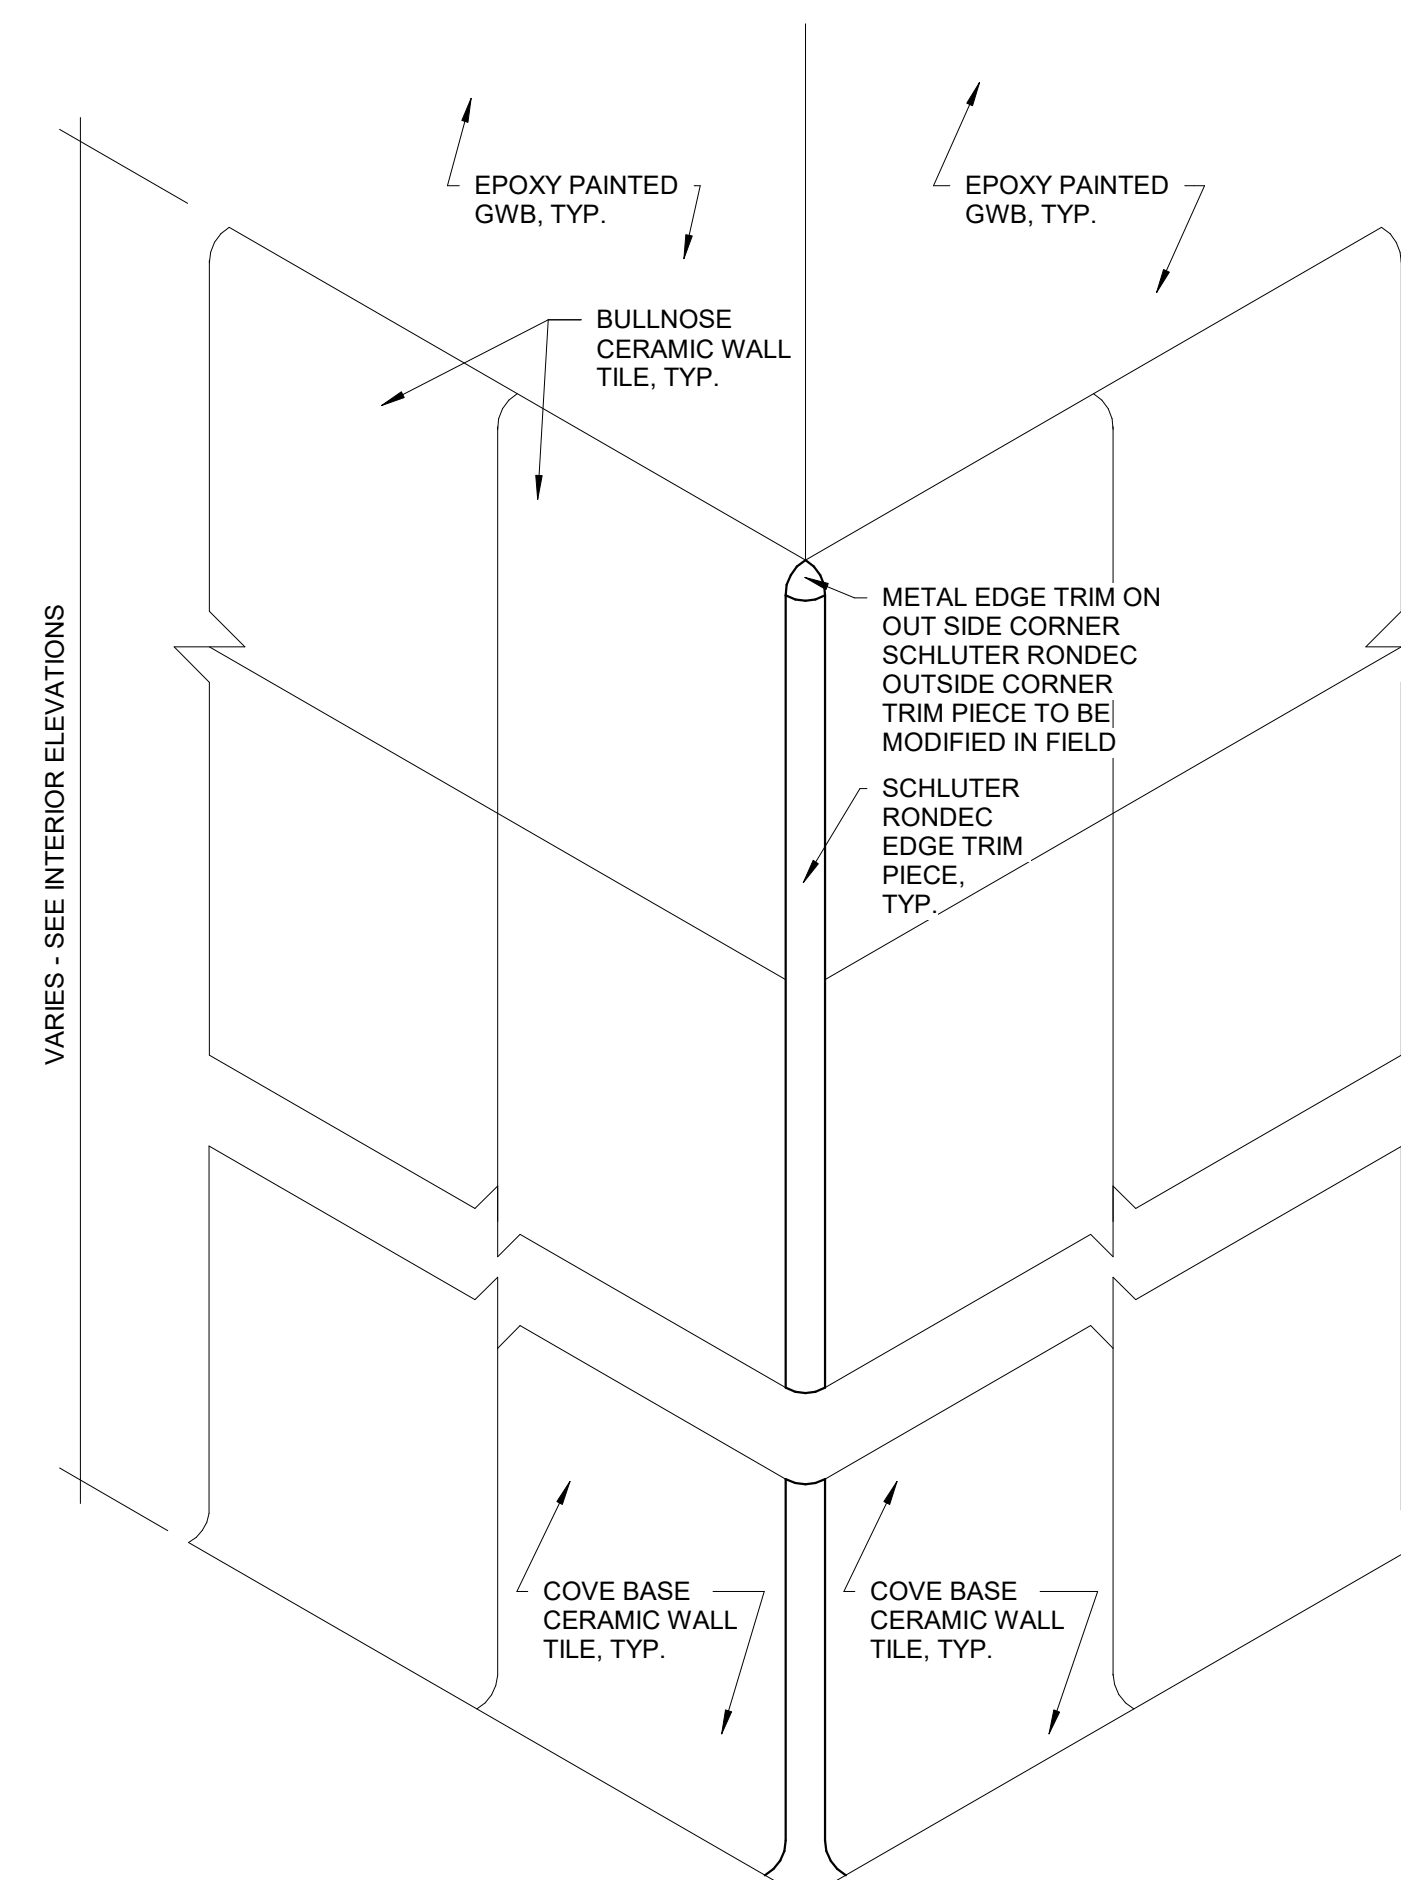 EPOXY PAINTED
GWB, TYP.
EPOXY PAINTED
GWB, TYP.
BULLNOSE
CERAMIC WALL
TILE, TYP.
METAL EDGE TRIM ON
OUT SIDE CORNER
SCHLUTER RONDEC
OUTSIDE CORNER
TRIM PIECE TO BE
MODIFIED IN FIELD
SCHLUTER
RONDEC
EDGE TRIM
PIECE,
TYP.
VARIES - SEE INTERIOR ELEVATIONS
COVE BASE
CERAMIC WALL
TILE, TYP.
COVE BASE
CERAMIC WALL
TILE, TYP.